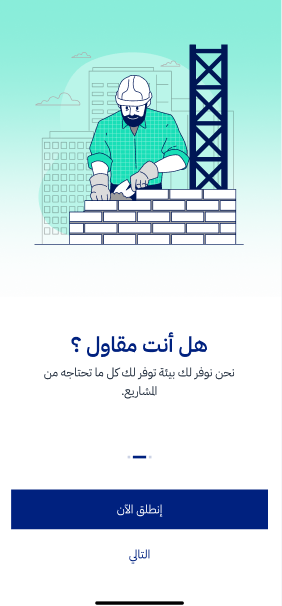 هل أنت مقاول ؟
نحن نوفر لك بيئة توفر لك كل ما تحتاجه من
المشاريع.
إنطلق الآن
التالي